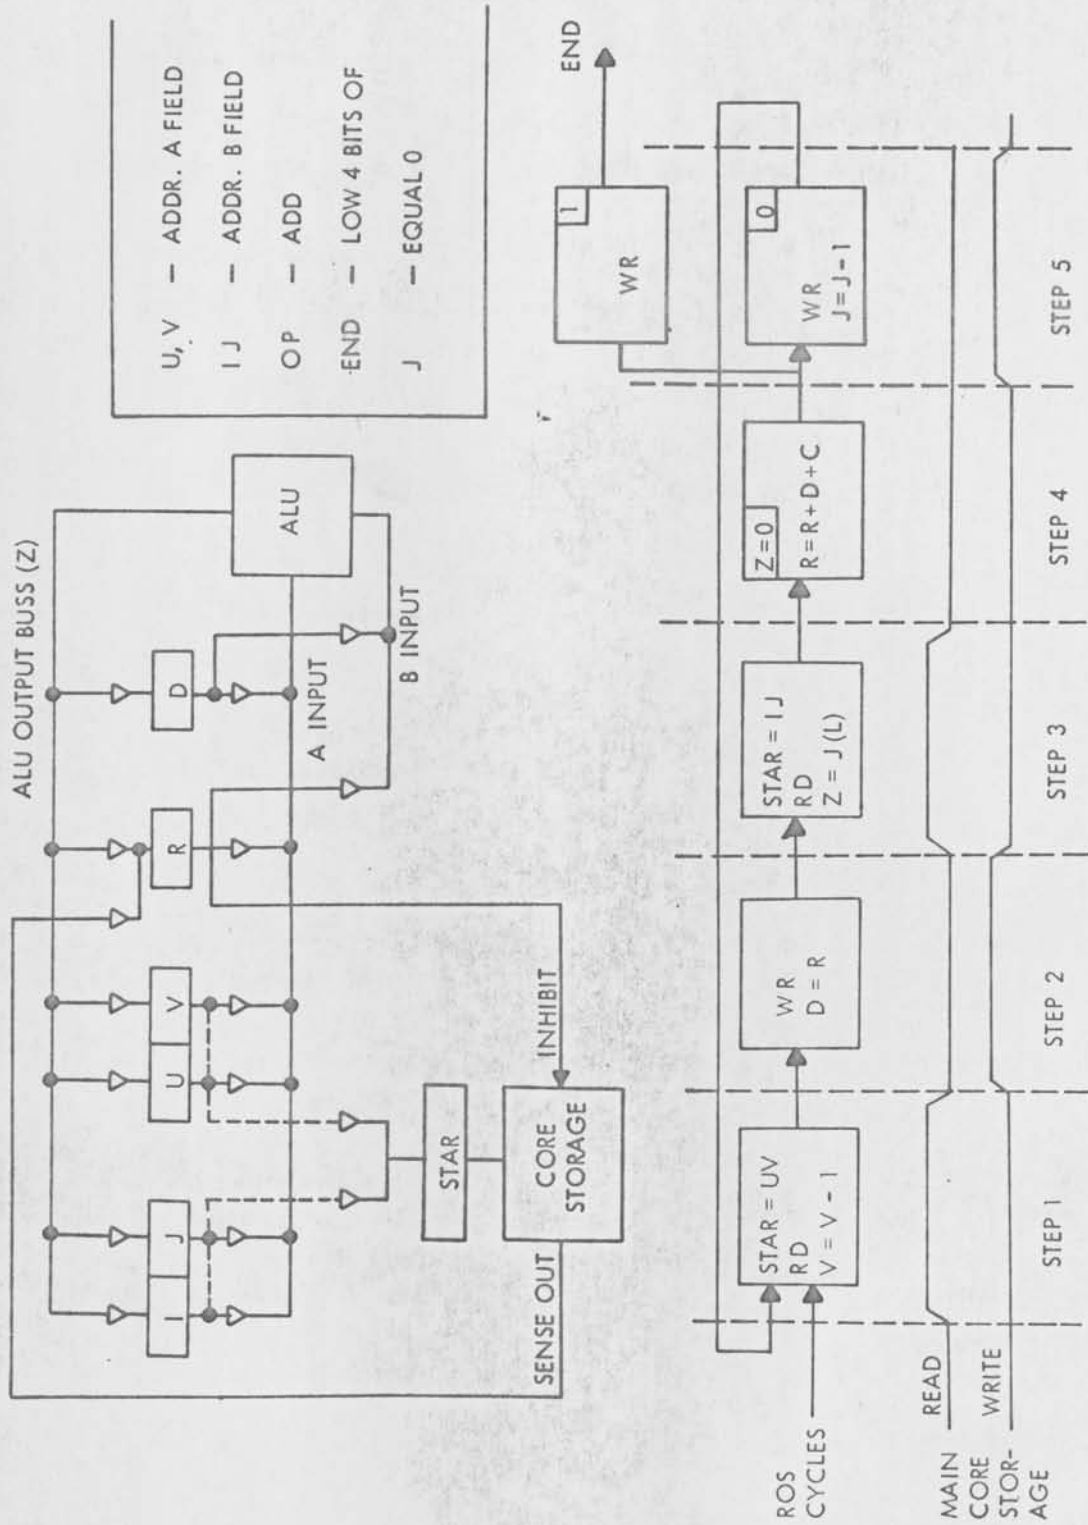 ALU OUTPUT BUSS (Z)
I
J
U
V
R
D
ALU
A INPUT
B INPUT
STAR
CORE
STORAGE
SENSE OUT
INHIBIT
U, V — ADDR. A FIELD
I J — ADDR. B FIELD
OP — ADD
END — LOW 4 BITS OF
J — EQUAL 0
ROS
CYCLES
STAR = UV
RD
V = V - 1
WR
D = R
STAR = I J
RD
Z = J(L)
Z = 0
R = R + D + C
1
WR
END
0
WR
J = J - 1
MAIN
CORE
STOR-
AGE
READ
WRITE
STEP 1
STEP 2
STEP 3
STEP 4
STEP 5